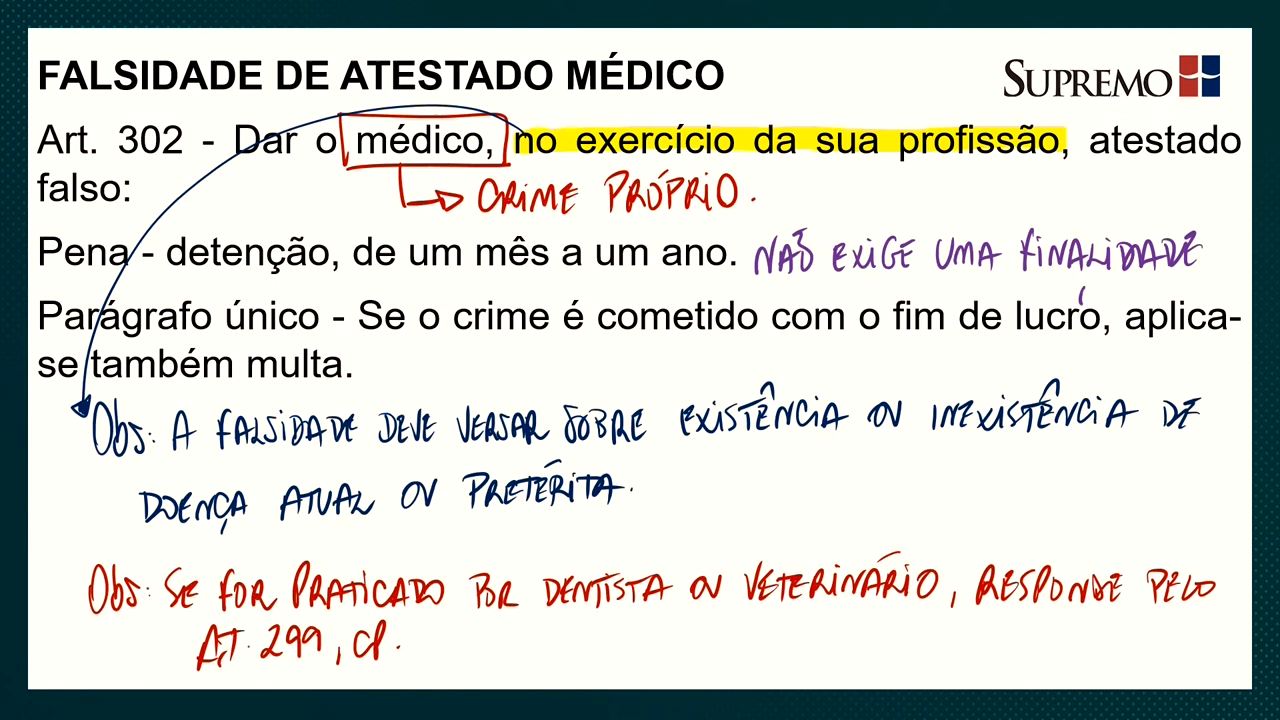 FALSIDADE DE ATESTADO MÉDICO
SUPREMO
Art. 302 - Dar o médico, no exercício da sua profissão, atestado
falso:
CRIME PRÓPRIO.
Pena - detenção, de um mês a um ano.
NÃO EXIGE UMA FINALIDADE
Parágrafo único - Se o crime é cometido com o fim de lucro, aplica-
se também multa.
Obs: A FALSIDADE DEVE VERSAR SOBRE EXISTÊNCIA OU INEXISTÊNCIA DE
DOENÇA ATUAL OU PRETÉRITA.
Obs: SE FOR PRATICADO POR DENTISTA OU VETERINÁRIO, RESPONDE PELO
ART. 299, CP.